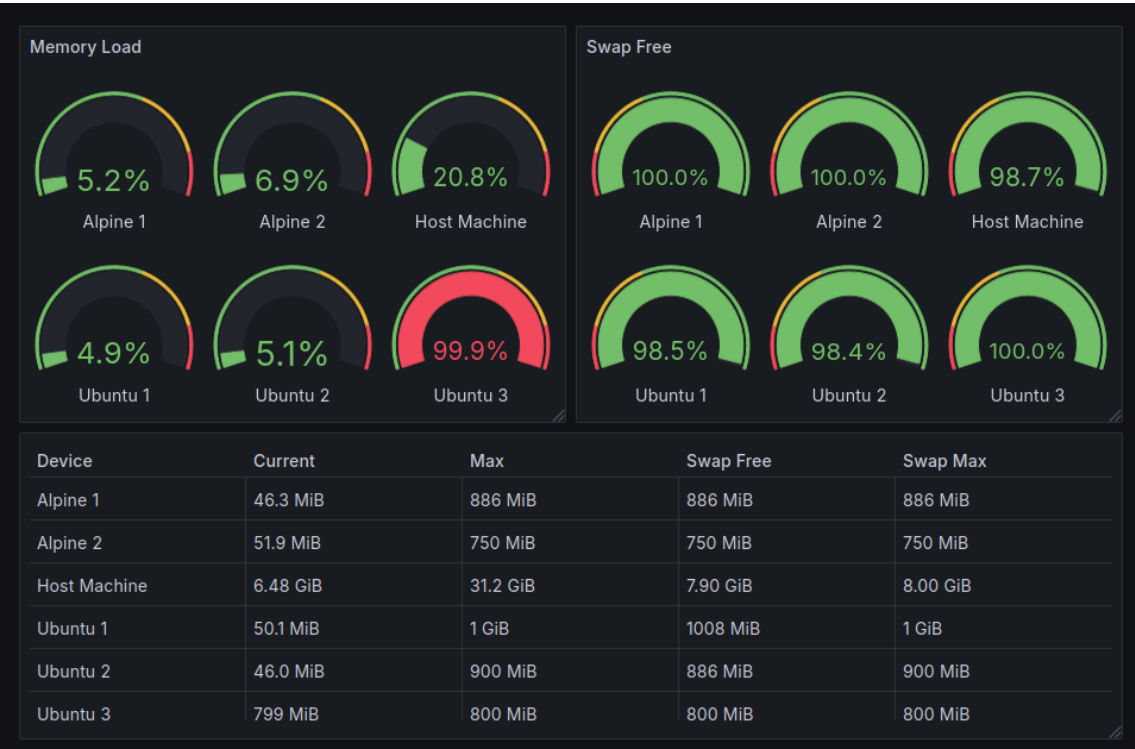 Memory Load
Swap Free
5.2%
6.9%
20.8%
100.0%
100.0%
98.7%
Alpine 1
Alpine 2
Host Machine
Alpine 1
Alpine 2
Host Machine
4.9%
5.1%
99.9%
98.5%
98.4%
100.0%
Ubuntu 1
Ubuntu 2
Ubuntu 3
Ubuntu 1
Ubuntu 2
Ubuntu 3
Device Current Max Swap Free Swap Max
Alpine 1 46.3 MiB 886 MiB 886 MiB 886 MiB
Alpine 2 51.9 MiB 750 MiB 750 MiB 750 MiB
Host Machine 6.48 GiB 31.2 GiB 7.90 GiB 8.00 GiB
Ubuntu 1 50.1 MiB 1 GiB 1008 MiB 1 GiB
Ubuntu 2 46.0 MiB 900 MiB 886 MiB 900 MiB
Ubuntu 3 799 MiB 800 MiB 800 MiB 800 MiB